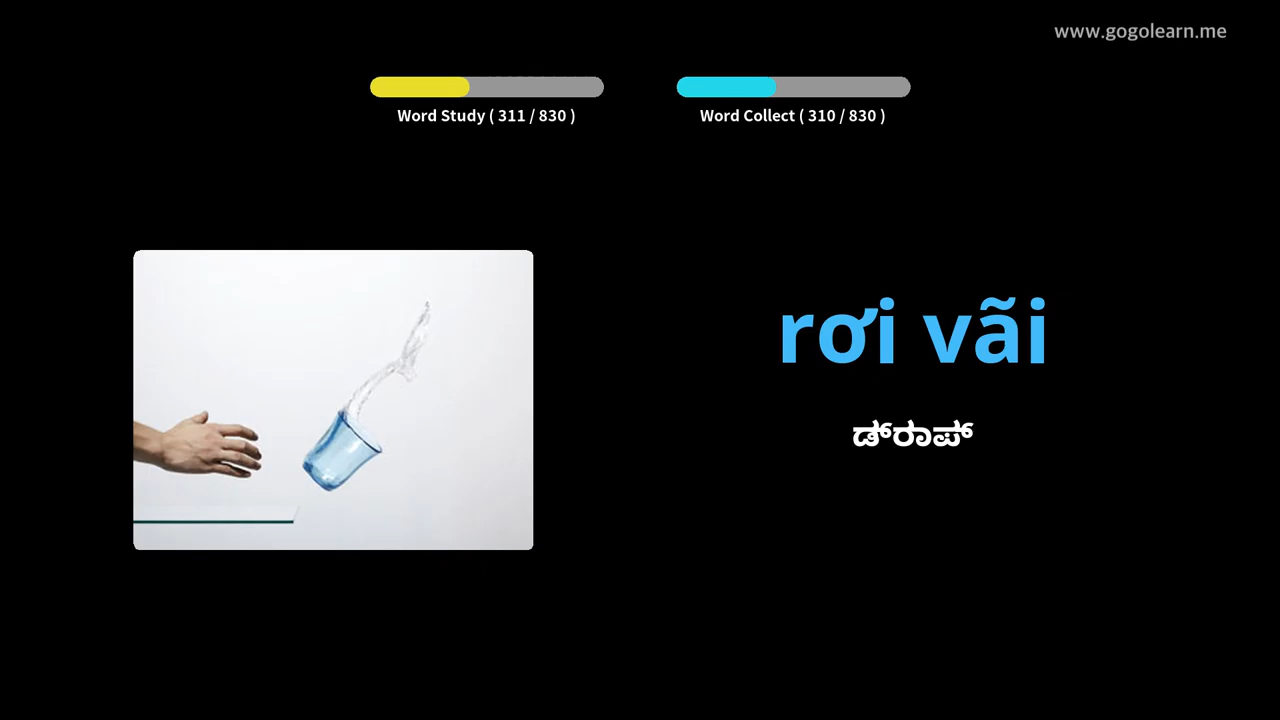 www.gogolearn.me
Word Study ( 311 / 830 )
Word Collect ( 310 / 830 )
rơi vãi
ಡ್ರಾಪ್